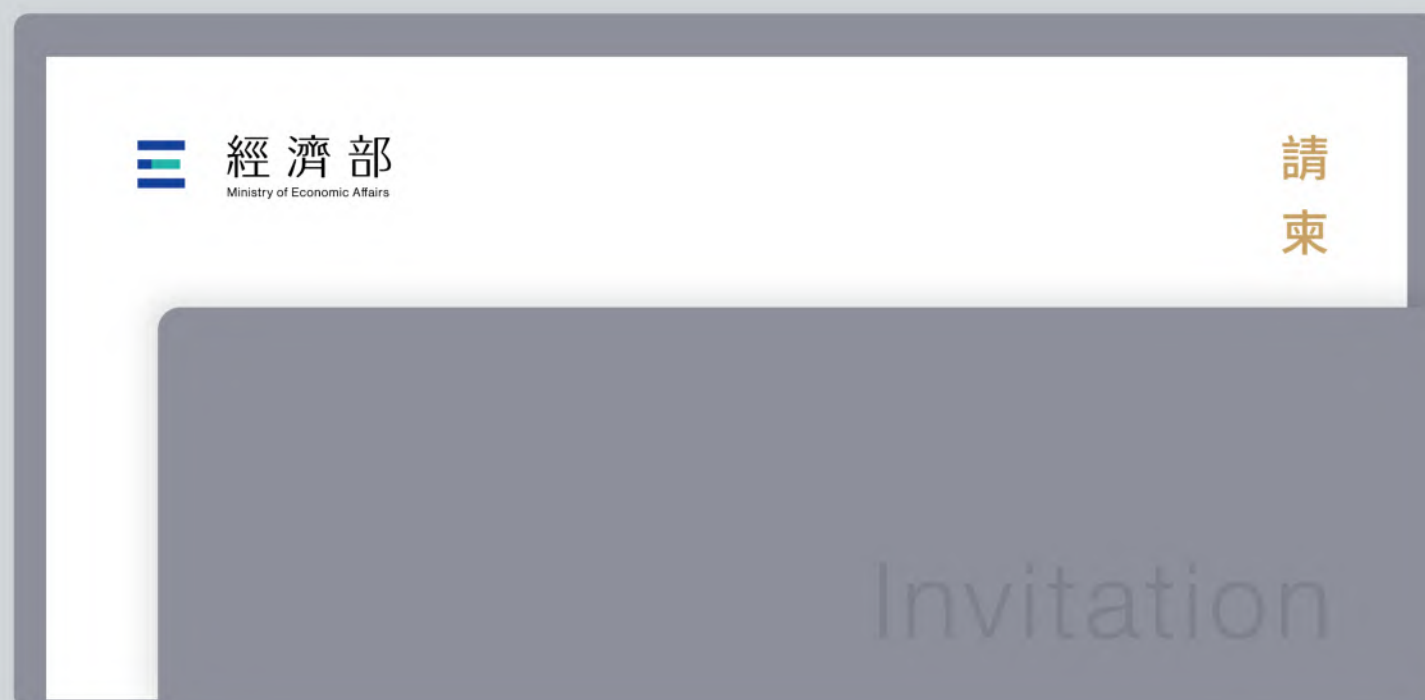 經濟部
Ministry of Economic Affairs
請柬
Invitation